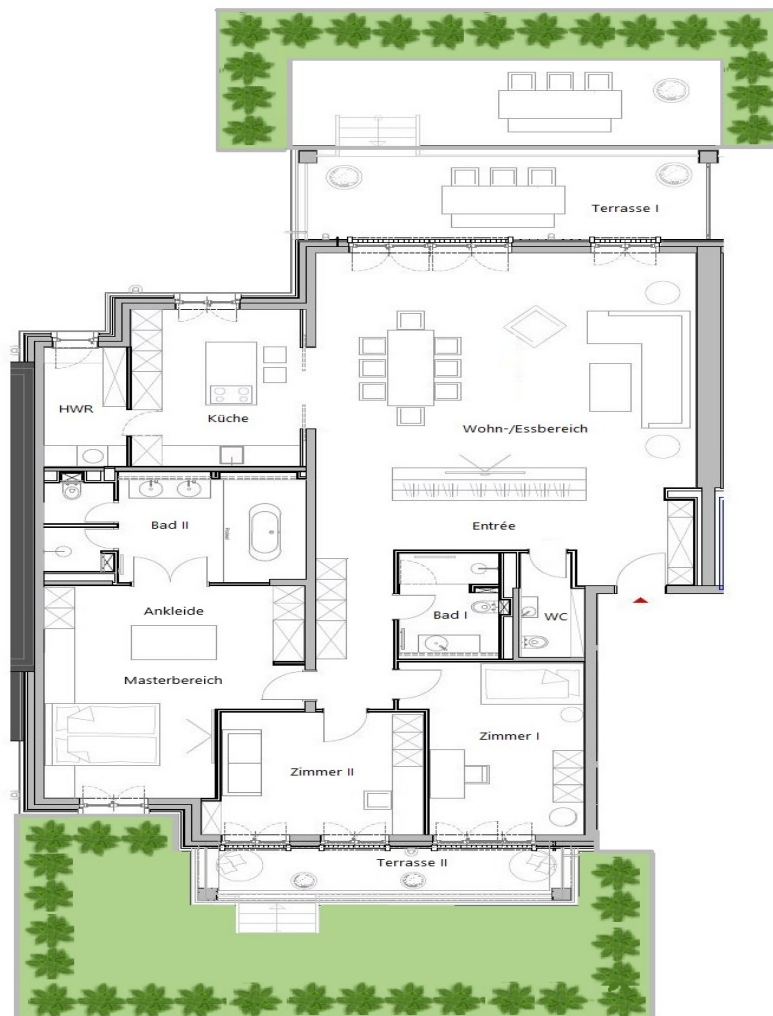 Terrasse I
HWR
Küche
Wohn-/Essbereich
Bad II
Entrée
Ankleide
Bad I
WC
Masterbereich
Zimmer I
Zimmer II
Terrasse II